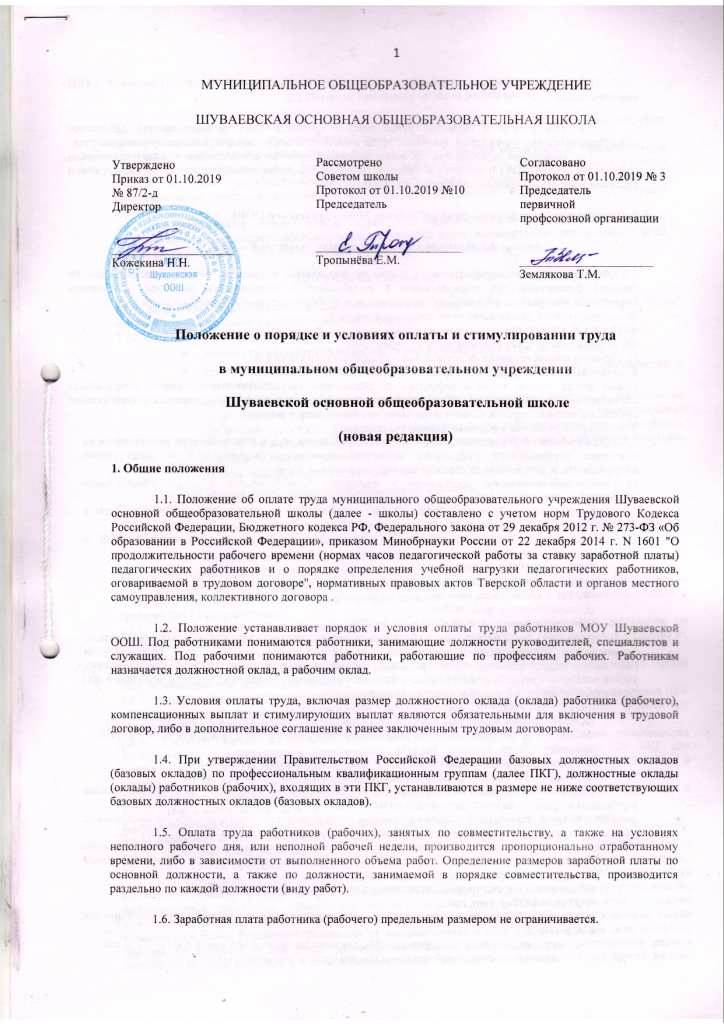 1
МУНИЦИПАЛЬНОЕ ОБЩЕОБРАЗОВАТЕЛЬНОЕ УЧРЕЖДЕНИЕ
ШУВАЕВСКАЯ ОСНОВНАЯ ОБЩЕОБРАЗОВАТЕЛЬНАЯ ШКОЛА
Утверждено
Приказ от 01.10.2019
№ 87/2-д
Директор
Кожекина Н.Н.
Шуваевская
ООШ
Рассмотрено
Советом школы
Протокол от 01.10.2019 №10
Председатель
Тропынёва Е.М.
Согласовано
Протокол от 01.10.2019 № 3
Председатель
первичной
профсоюзной организации
Землякова Т.М.
Положение о порядке и условиях оплаты и стимулировании труда
в муниципальном общеобразовательном учреждении
Шуваевской основной общеобразовательной школе
(новая редакция)
1. Общие положения
1.1. Положение об оплате труда муниципального общеобразовательного учреждения Шуваевской
основной общеобразовательной школы (далее - школы) составлено с учетом норм Трудового Кодекса
Российской Федерации, Бюджетного кодекса РФ, Федерального закона от 29 декабря 2012 г. № 273-ФЗ «Об
образовании в Российской Федерации», приказом Минобрнауки России от 22 декабря 2014 г. N 1601 "О
продолжительности рабочего времени (нормах часов педагогической работы за ставку заработной платы)
педагогических работников и о порядке определения учебной нагрузки педагогических работников,
оговариваемой в трудовом договоре", нормативных правовых актов Тверской области и органов местного
самоуправления, коллективного договора .
1.2. Положение устанавливает порядок и условия оплаты труда работников МОУ Шуваевской
ООШ. Под работниками понимаются работники, занимающие должности руководителей, специалистов и
служащих. Под рабочими понимаются работники, работающие по профессиям рабочих. Работникам
назначается должностной оклад, а рабочим оклад.
1.3. Условия оплаты труда, включая размер должностного оклада (оклада) работника (рабочего),
компенсационных выплат и стимулирующих выплат являются обязательными для включения в трудовой
договор, либо в дополнительное соглашение к ранее заключенным трудовым договорам.
1.4. При утверждении Правительством Российской Федерации базовых должностных окладов
(базовых окладов) по профессиональным квалификационным группам (далее ПКГ), должностные оклады
(оклады) работников (рабочих), входящих в эти ПКГ, устанавливаются в размере не ниже соответствующих
базовых должностных окладов (базовых окладов).
1.5. Оплата труда работников (рабочих), занятых по совместительству, а также на условиях
неполного рабочего дня, или неполной рабочей недели, производится пропорционально отработанному
времени, либо в зависимости от выполненного объема работ. Определение размеров заработной платы по
основной должности, а также по должности, занимаемой в порядке совместительства, производится
раздельно по каждой должности (виду работ).
1.6. Заработная плата работника (рабочего) предельным размером не ограничивается.